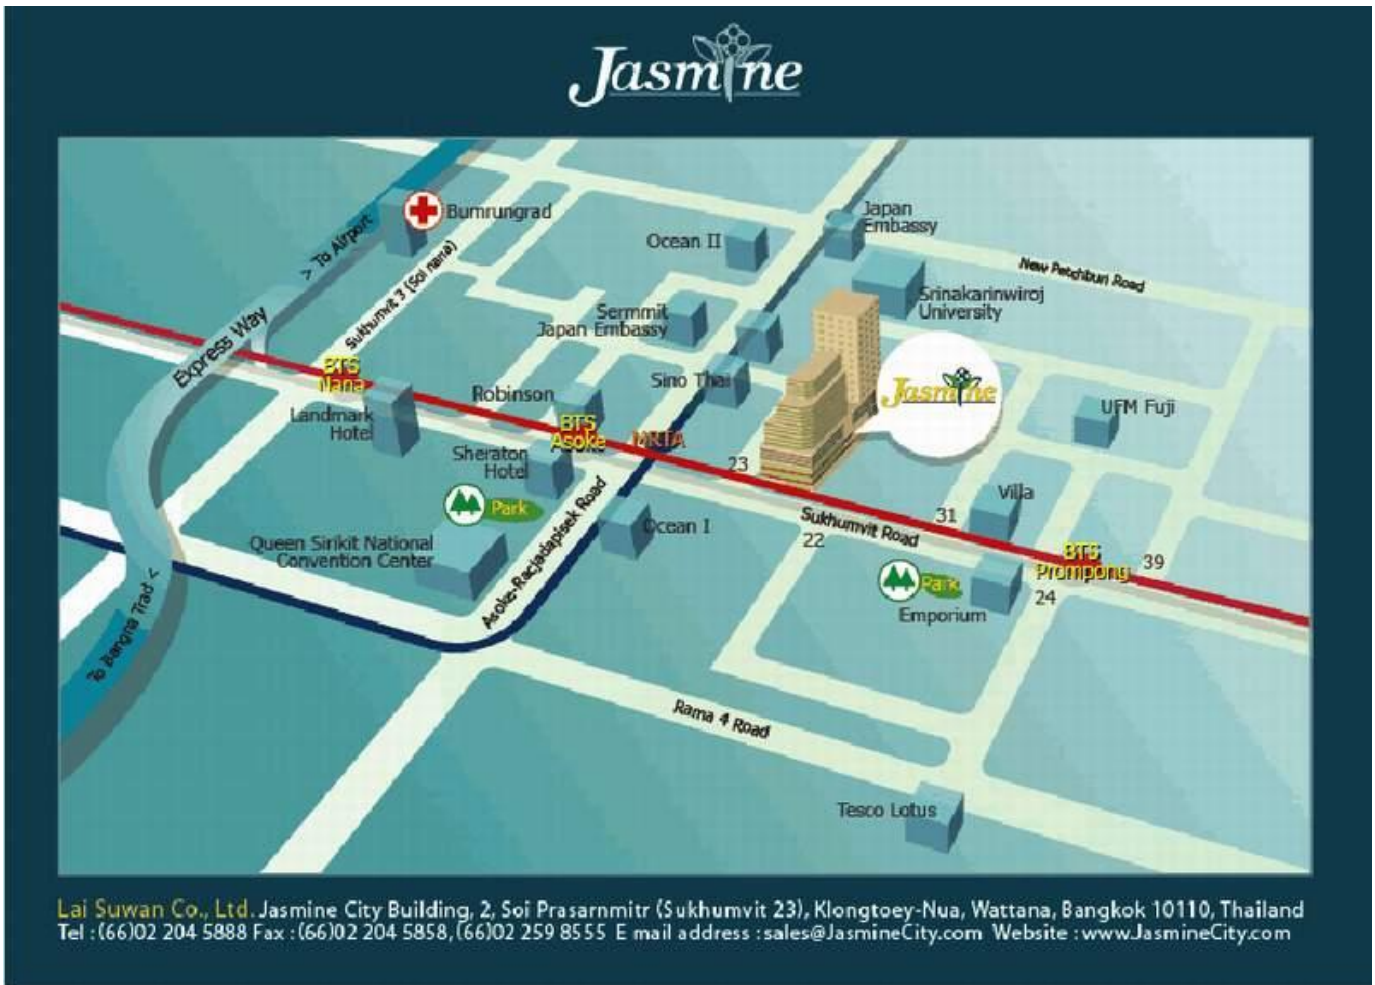 Jasmine
Bumrungrad
Japan
Embassy
Ocean II
> To Airport
Sukhumvit 3 (Soi nana)
New Petchburi Road
Srinakarinwiroj
University
Sermmit
Japan Embassy
Express Way
BTS
Nana
Sino Thai
Jasmine
Robinson
Landmark
Hotel
UFM Fuji
BTS
Asoke
MRTA
Sheraton
Hotel
23
Villa
Park
Asoke-Racjadapisek Road
Ocean I
31
Sukhumvit Road
22
Queen Sirikit National
Convention Center
BTS
Prompong
39
Park
24
Emporium
To Bangna Trad <
Rama 4 Road
Tesco Lotus
Lai Suwan Co., Ltd. Jasmine City Building, 2, Soi Prasarnmitr (Sukhumvit 23), Klongtoey-Nua, Wattana, Bangkok 10110, Thailand
Tel : (66)02 204 5888 Fax : (66)02 204 5858, (66)02 259 8555 E mail address : sales@JasmineCity.com Website : www.JasmineCity.com